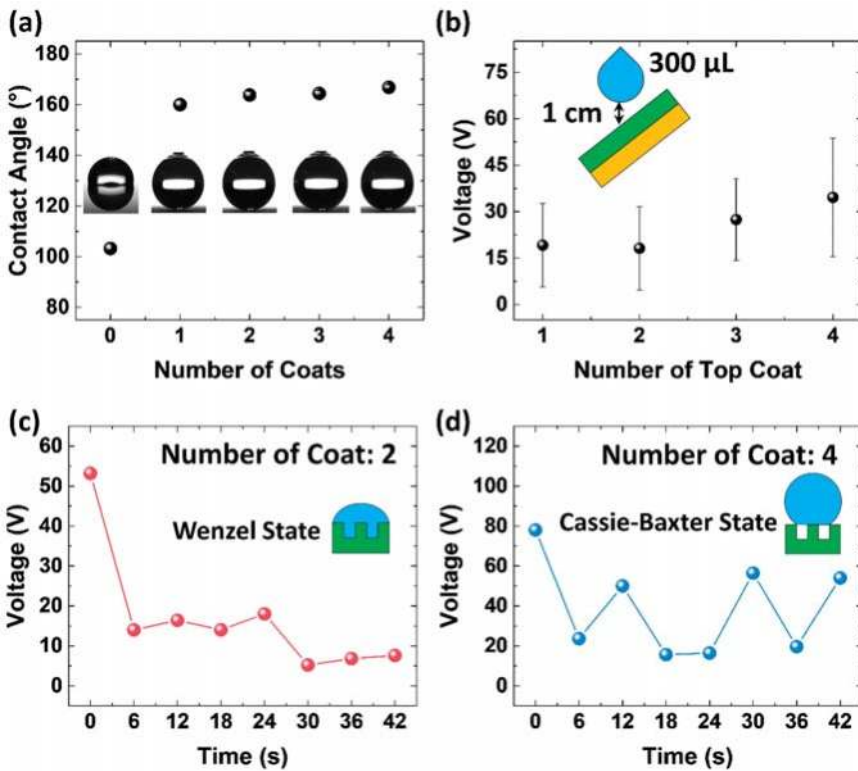 (a)
180
160
140
120
100
80
Contact Angle (°)
0 1 2 3 4
Number of Coats
(b)
75
60
45
30
15
0
Voltage (V)
300 µL
1 cm
1 2 3 4
Number of Top Coat
(c)
60
50
40
30
20
10
0
Voltage (V)
Number of Coat: 2
Wenzel State
0 6 12 18 24 30 36 42
Time (s)
(d)
120
100
80
60
40
20
0
Voltage (V)
Number of Coat: 4
Cassie-Baxter State
0 6 12 18 24 30 36 42
Time (s)